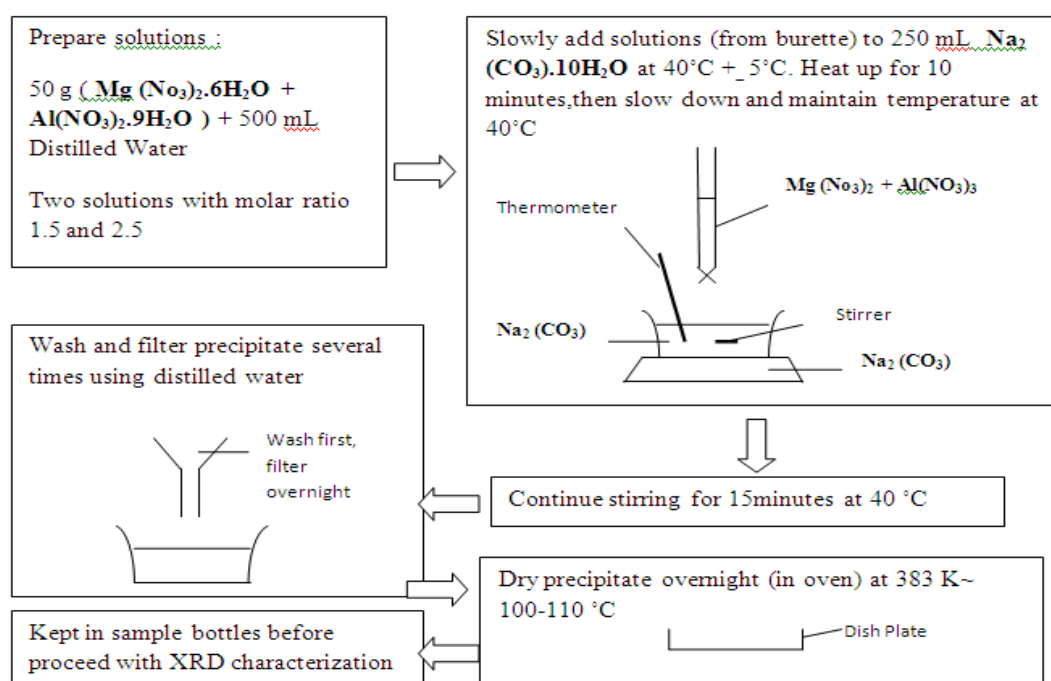 Prepare solutions :
50 g ( Mg (No₃)₂.6H₂O +
Al(NO₃)₂.9H₂O ) + 500 mL
Distilled Water
Two solutions with molar ratio
1.5 and 2.5
Slowly add solutions (from burette) to 250 mL Na₂
(CO₃).10H₂O at 40°C +_ 5°C. Heat up for 10
minutes,then slow down and maintain temperature at
40°C
Mg (No₃)₂ + Al(NO₃)₃
Thermometer
Stirrer
Na₂ (CO₃)
Na₂ (CO₃)
Continue stirring for 15minutes at 40 °C
Wash and filter precipitate several
times using distilled water
Wash first,
filter
overnight
Dry precipitate overnight (in oven) at 383 K~
100-110 °C
Dish Plate
Kept in sample bottles before
proceed with XRD characterization